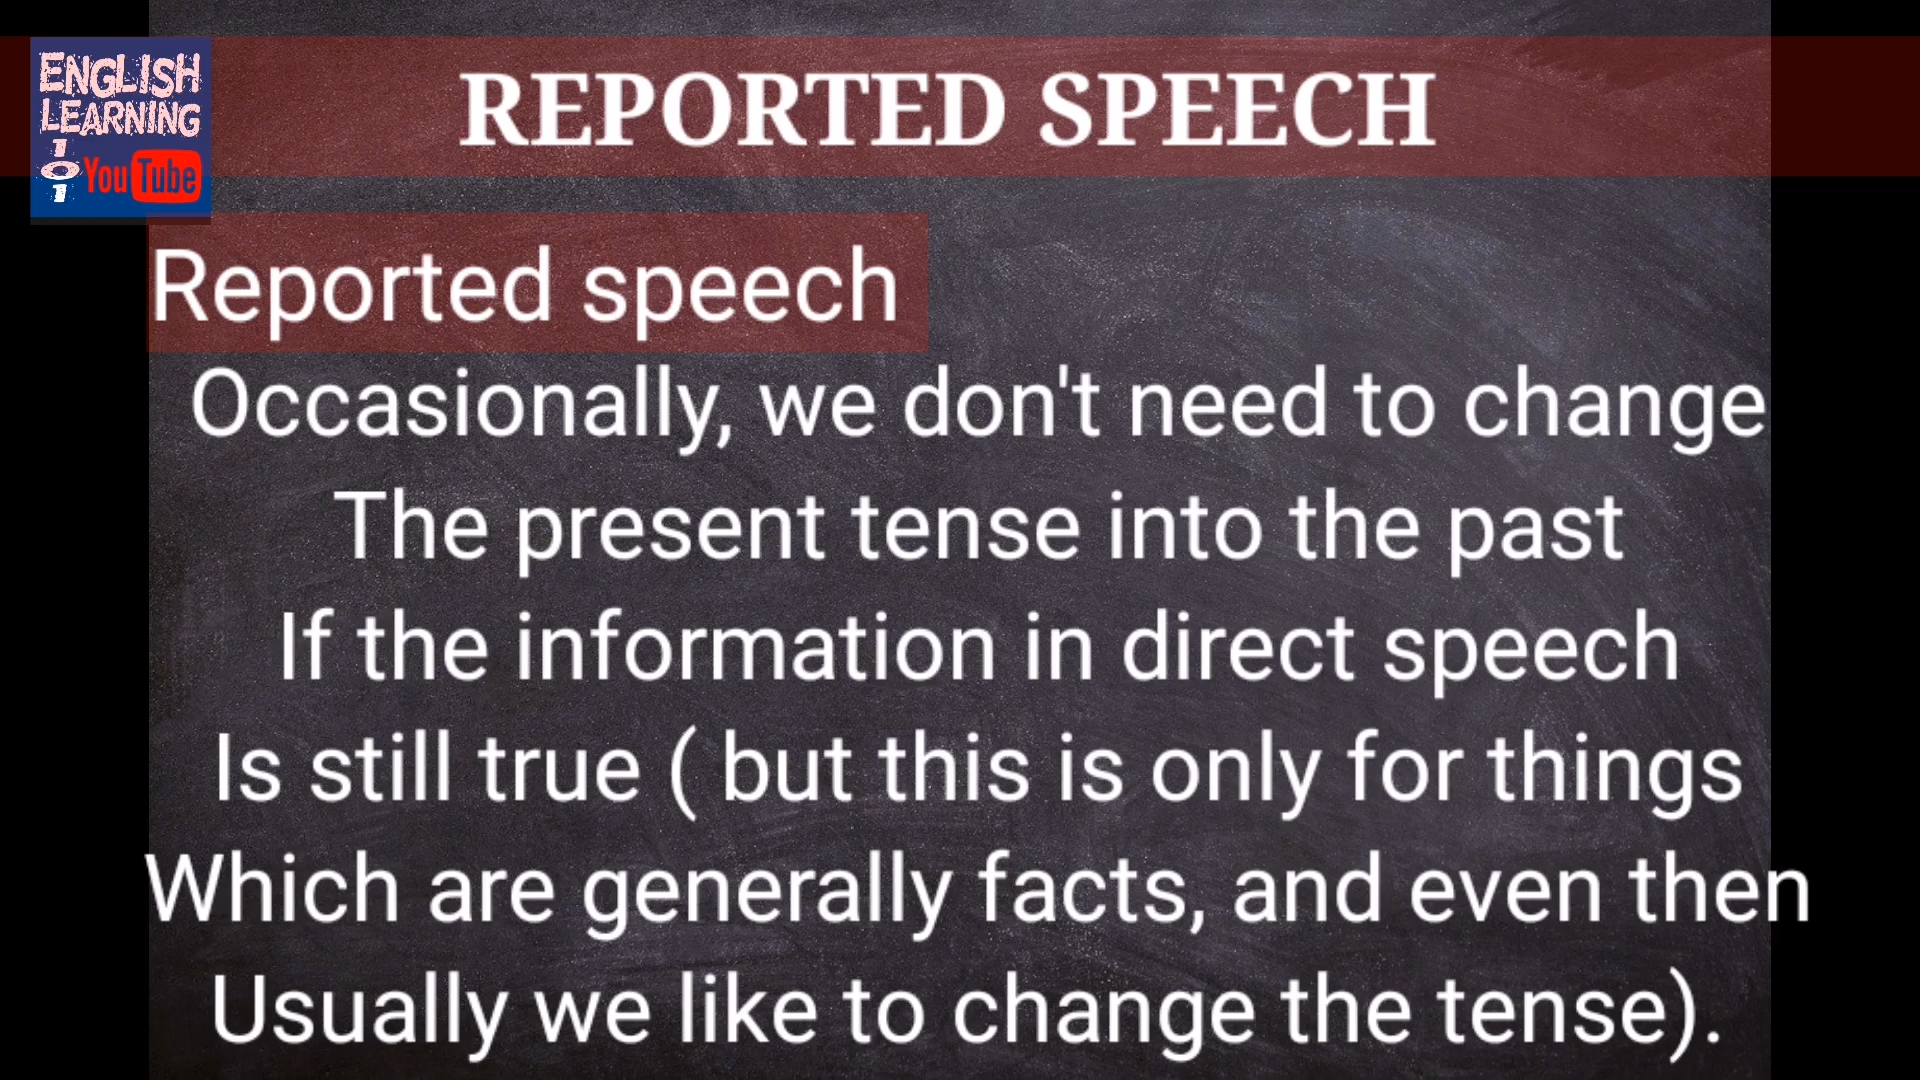 ENGLISH
LEARNING
101
YouTube
REPORTED SPEECH
Reported speech
Occasionally, we don't need to change
The present tense into the past
If the information in direct speech
Is still true ( but this is only for things
Which are generally facts, and even then
Usually we like to change the tense).